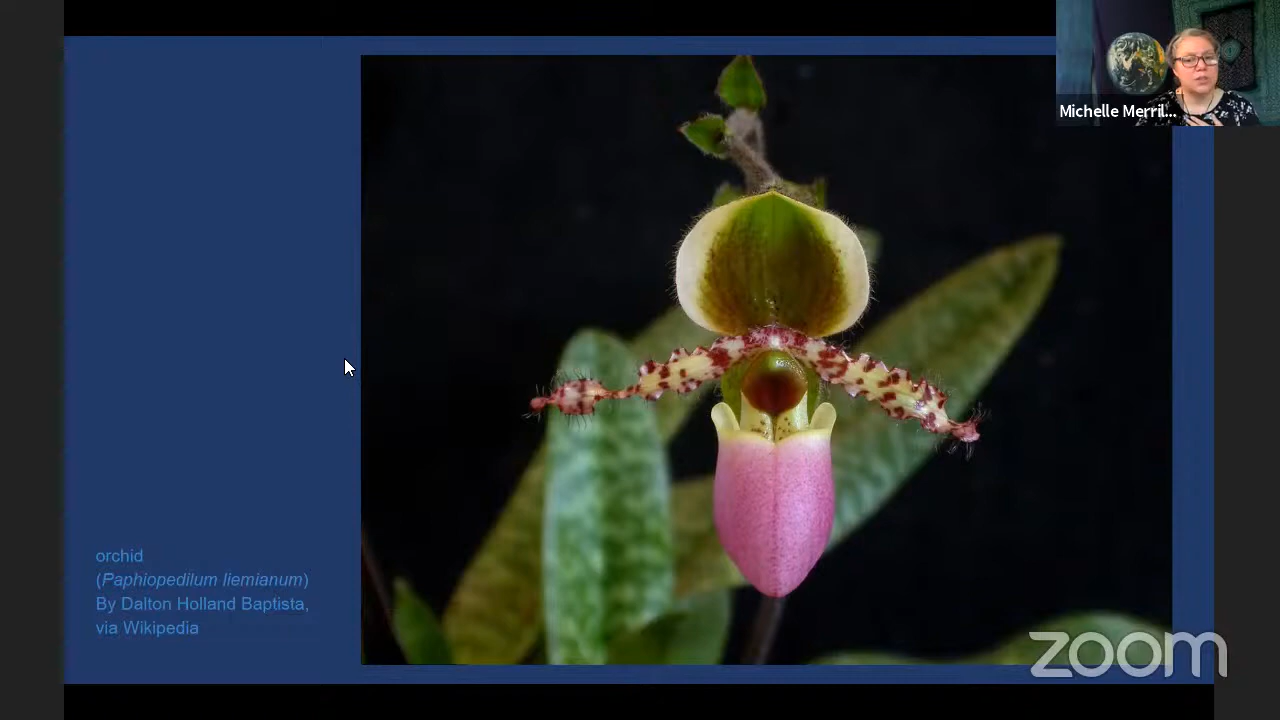 Michelle Merril...
orchid
(Paphiopedilum liemianum)
By Dalton Holland Baptista,
via Wikipedia
zoom